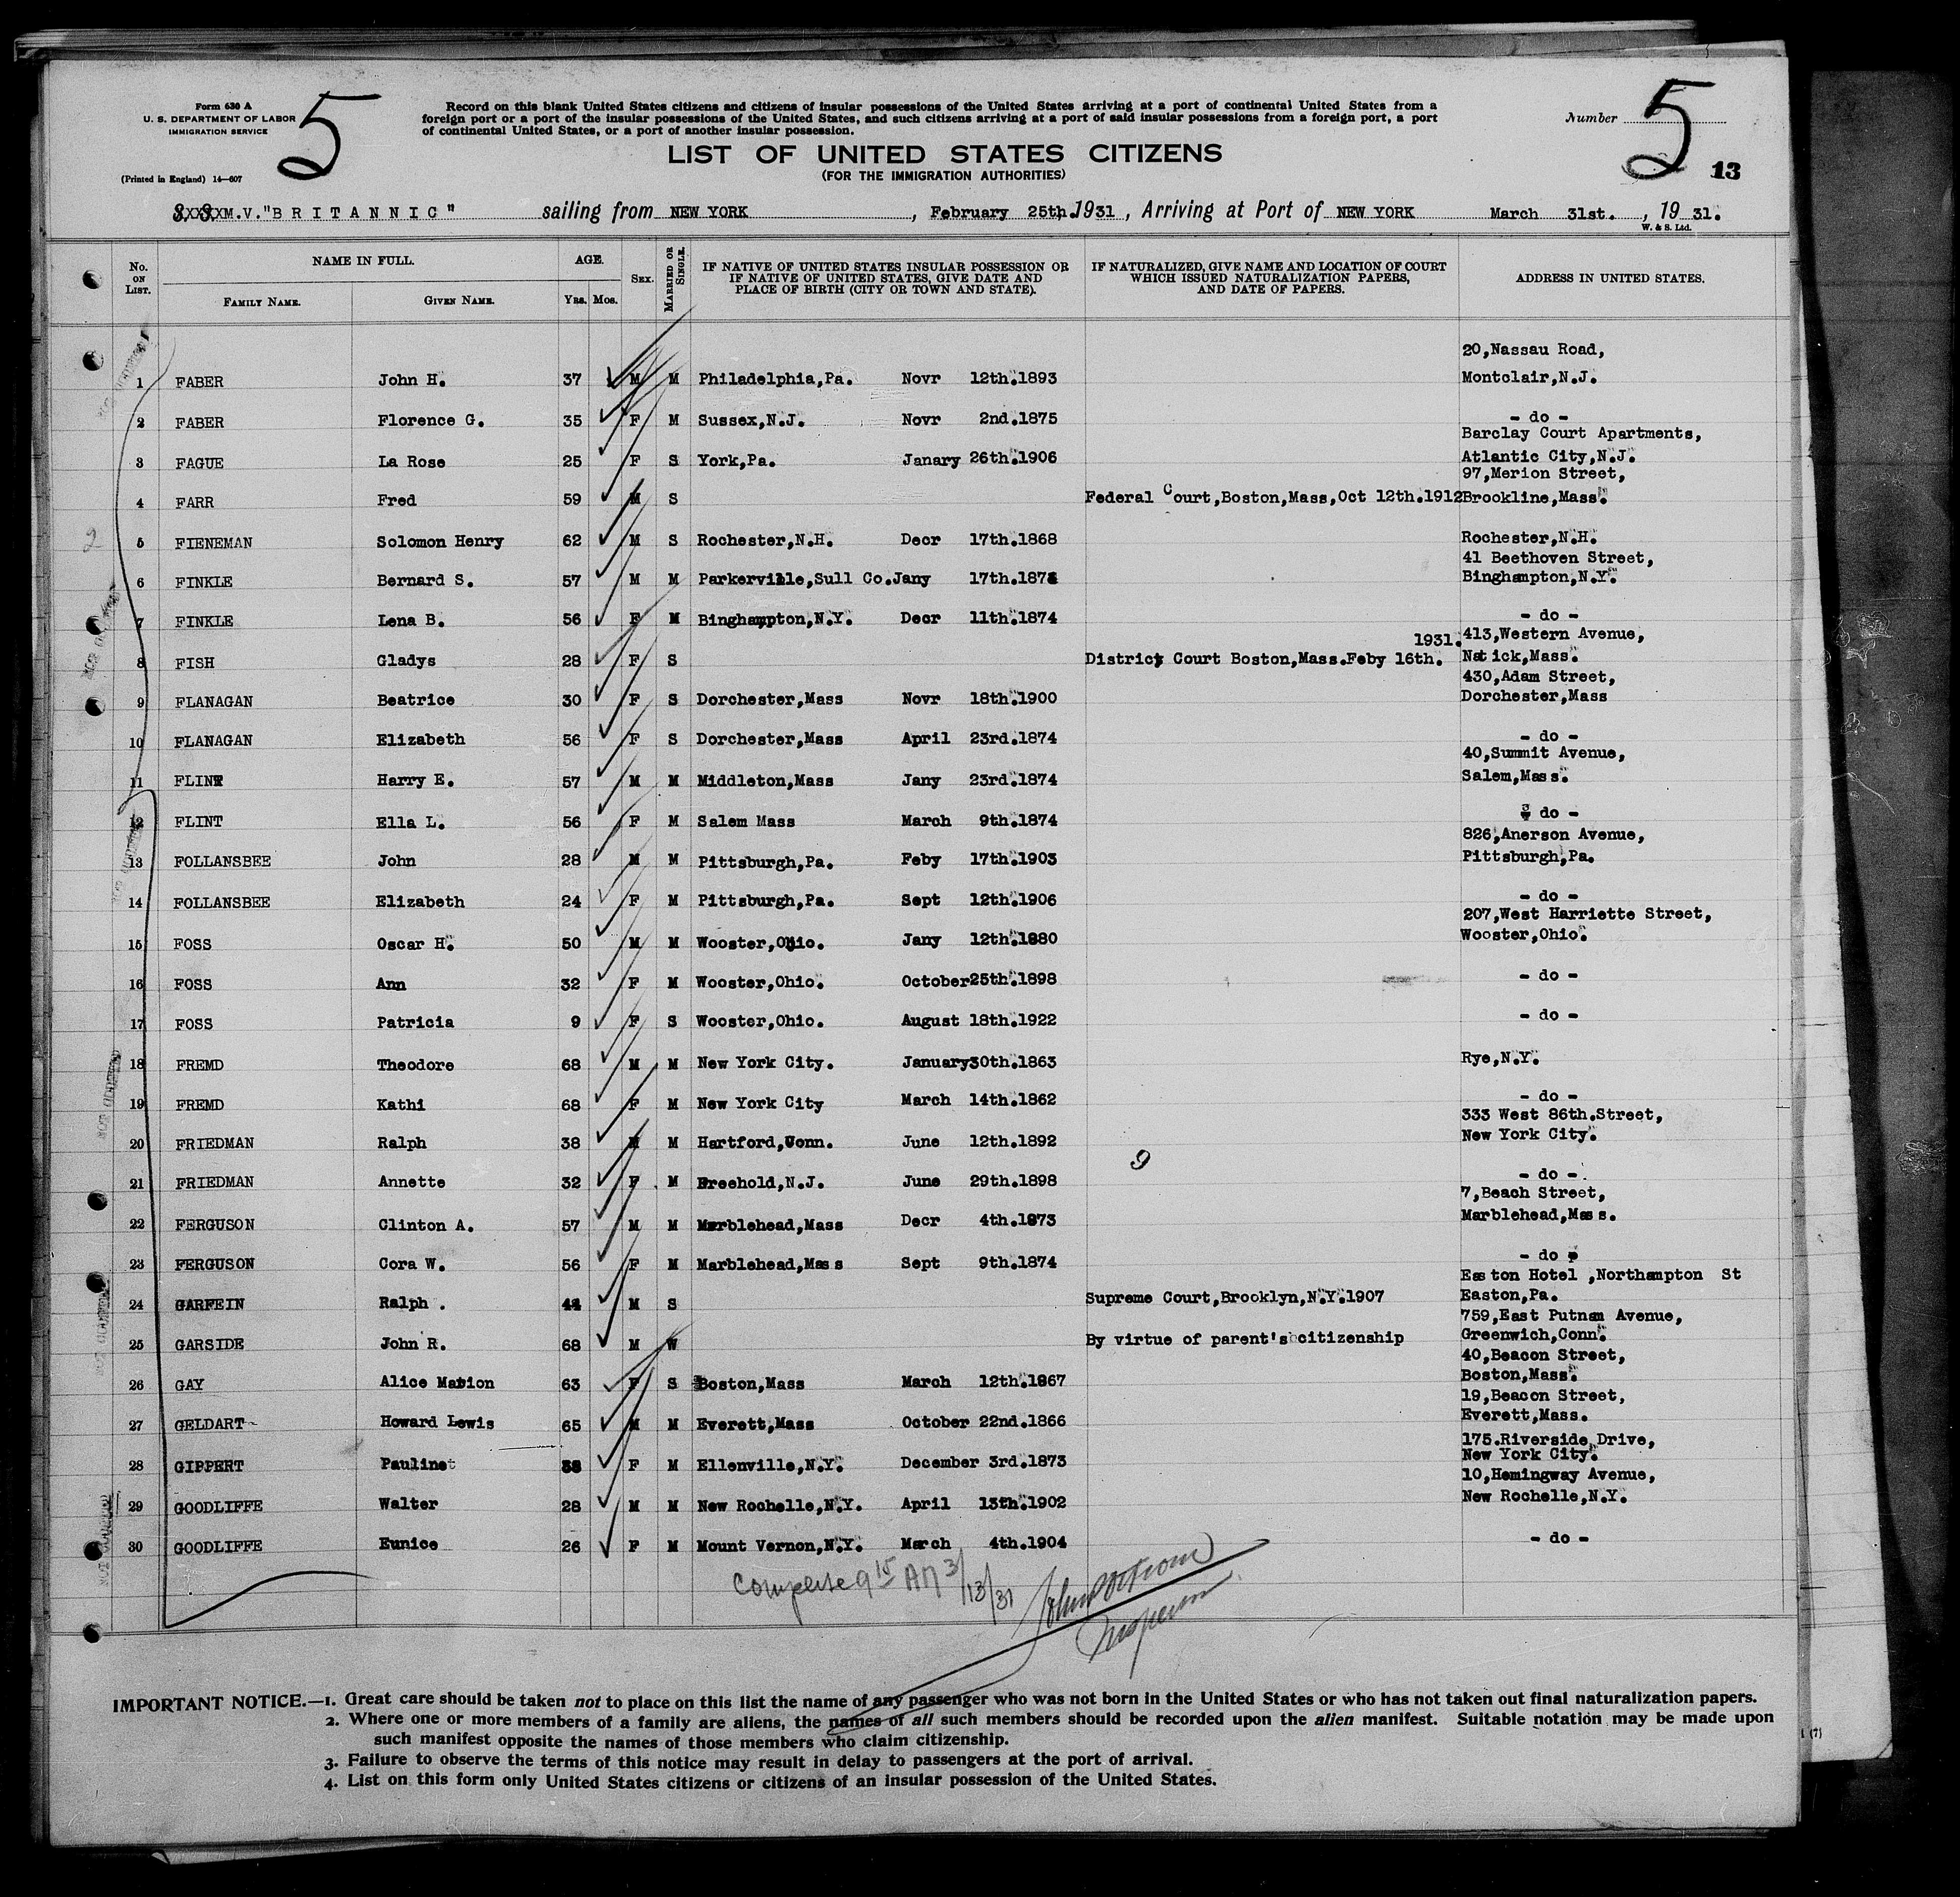 Form 630 A
U. S. DEPARTMENT OF LABOR
IMMIGRATION SERVICE
(Printed in England) 14—607
5
Record on this blank United States citizens and citizens of insular possessions of the United States arriving at a port of continental United States from a
foreign port or a port of the insular possessions of the United States, and such citizens arriving at a port of said insular possessions from a foreign port, a port
of continental United States, or a port of another insular possession.
Number 5
13
LIST OF UNITED STATES CITIZENS
(FOR THE IMMIGRATION AUTHORITIES)
M.V."BRITANNIC" sailing from NEW YORK, February 25th. 1931, Arriving at Port of NEW YORK March 31st., 1931.
W. & S. Ltd.
No. ON LIST. NAME IN FULL. FAMILY NAME. GIVEN NAME. AGE. YRS. MOS. SEX. MARRIED OR SINGLE. IF NATIVE OF UNITED STATES INSULAR POSSESSION OR IF NATIVE OF UNITED STATES, GIVE DATE AND PLACE OF BIRTH (CITY OR TOWN AND STATE). IF NATURALIZED, GIVE NAME AND LOCATION OF COURT WHICH ISSUED NATURALIZATION PAPERS, AND DATE OF PAPERS. ADDRESS IN UNITED STATES.
20,Nassau Road,
1 FABER John H. 37 M M Philadelphia,Pa. Novr 12th.1893 Montclair,N.J.
2 FABER Florence G. 35 F M Sussex,N.J. Novr 2nd.1875 - do -
Barclay Court Apartments,
3 FAGUE La Rose 25 F S York,Pa. Janary 26th.1906 Atlantic City,N.J.
97,Merion Street,
4 FARR Fred 59 M S Federal Court,Boston,Mass,Oct 12th.1912 Brookline,Mass.
5 FIENEMAN Solomon Henry 62 M S Rochester,N.H. Decr 17th.1868 Rochester,N.H.
41 Beethoven Street,
6 FINKLE Bernard S. 57 M M Parkerville,Sull Co.Jany 17th.187 Binghampton,N.Y.
7 FINKLE Lena B. 56 F M Binghampton,N.Y. Decr 11th.1874 - do -
1931. 413,Western Avenue,
8 FISH Gladys 28 F S District Court Boston,Mass.Feby 16th. Natick,Mass.
430,Adam Street,
9 FLANAGAN Beatrice 30 F S Dorchester,Mass Novr 18th.1900 Dorchester,Mass
10 FLANAGAN Elizabeth 56 F S Dorchester,Mass April 23rd.1874 - do -
40,Summit Avenue,
11 FLINT Harry E. 57 M M Middleton,Mass Jany 23rd.1874 Salem,Mass.
12 FLINT Ella L. 56 F M Salem Mass March 9th.1874 do -
826,Anerson Avenue,
13 FOLLANSBEE John 28 M M Pittsburgh,Pa. Feby 17th.1903 Pittsburgh,Pa.
14 FOLLANSBEE Elizabeth 24 F M Pittsburgh,Pa. Sept 12th.1906 - do -
207,West Harriette Street,
15 FOSS Oscar H. 50 M M Wooster,Ohio. Jany 12th.1880 Wooster,Ohio.
16 FOSS Ann 32 F M Wooster,Ohio. October25th.1898 - do -
17 FOSS Patricia 9 F S Wooster,Ohio. August 18th.1922 - do -
18 FREMD Theodore 68 M M New York City. January30th.1863 Rye,N.Y.
19 FREMD Kathi 68 F M New York City March 14th.1862 - do -
333 West 86th.Street,
20 FRIEDMAN Ralph 38 M M Hartford,Conn. June 12th.1892 New York City.
9
21 FRIEDMAN Annette 32 F M Freehold,N.J. June 29th.1898 - do -
7,Beach Street,
22 FERGUSON Clinton A. 57 M M Marblehead,Mass Decr 4th.1873 Marblehead,Mass.
23 FERGUSON Cora W. 56 F M Marblehead,Mass Sept 9th.1874 - do
Easton Hotel ,Northampton St
24 GARFEIN Ralph . 44 M S Supreme Court,Brooklyn,N.Y.1907 Easton,Pa.
759,East Putnam Avenue,
25 GARSIDE John R. 68 M W By virtue of parent's citizenship Greenwich,Conn.
40,Beacon Street,
26 GAY Alice Marion 63 F S Boston,Mass March 12th.1867 Boston,Mass.
19,Beacon Street,
27 GELDART Howard Lewis 65 M M Everett,Mass October 22nd.1866 Everett,Mass.
175.Riverside Drive,
28 GIPPERT Pauline F M Ellenville,N.Y. December 3rd.1873 New York City.
10,Hemingway Avenue,
29 GOODLIFFE Walter 28 M M New Rochelle,N.Y. April 13th.1902 New Rochelle,N.Y.
30 GOODLIFFE Eunice 26 F M Mount Vernon,N.Y. March 4th.1904 - do -
Complete 9 15 AM 3/13/31
Inspector
IMPORTANT NOTICE.—1. Great care should be taken not to place on this list the name of any passenger who was not born in the United States or who has not taken out final naturalization papers.
2. Where one or more members of a family are aliens, the names of all such members should be recorded upon the alien manifest. Suitable notation may be made upon
such manifest opposite the names of those members who claim citizenship.
3. Failure to observe the terms of this notice may result in delay to passengers at the port of arrival.
4. List on this form only United States citizens or citizens of an insular possession of the United States.